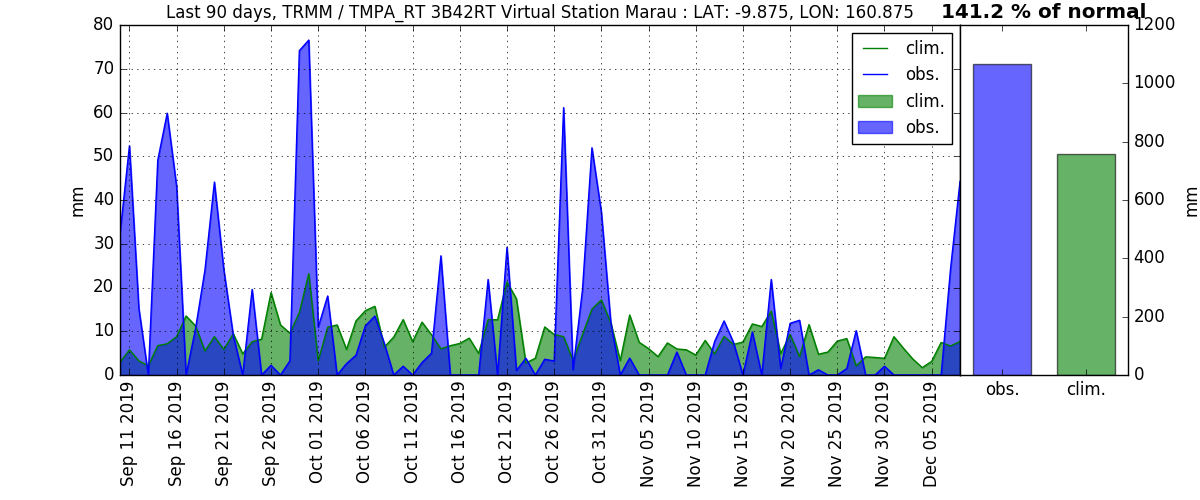 Last 90 days, TRMM / TMPA_RT 3B42RT Virtual Station Marau : LAT: -9.875, LON: 160.875
141.2 % of normal
80
70
60
50
40
30
20
10
0
mm
clim.
obs.
clim.
obs.
Sep 11 2019
Sep 16 2019
Sep 21 2019
Sep 26 2019
Oct 01 2019
Oct 06 2019
Oct 11 2019
Oct 16 2019
Oct 21 2019
Oct 26 2019
Oct 31 2019
Nov 05 2019
Nov 10 2019
Nov 15 2019
Nov 20 2019
Nov 25 2019
Nov 30 2019
Dec 05 2019
1200
1000
800
600
400
200
0
mm
obs.
clim.